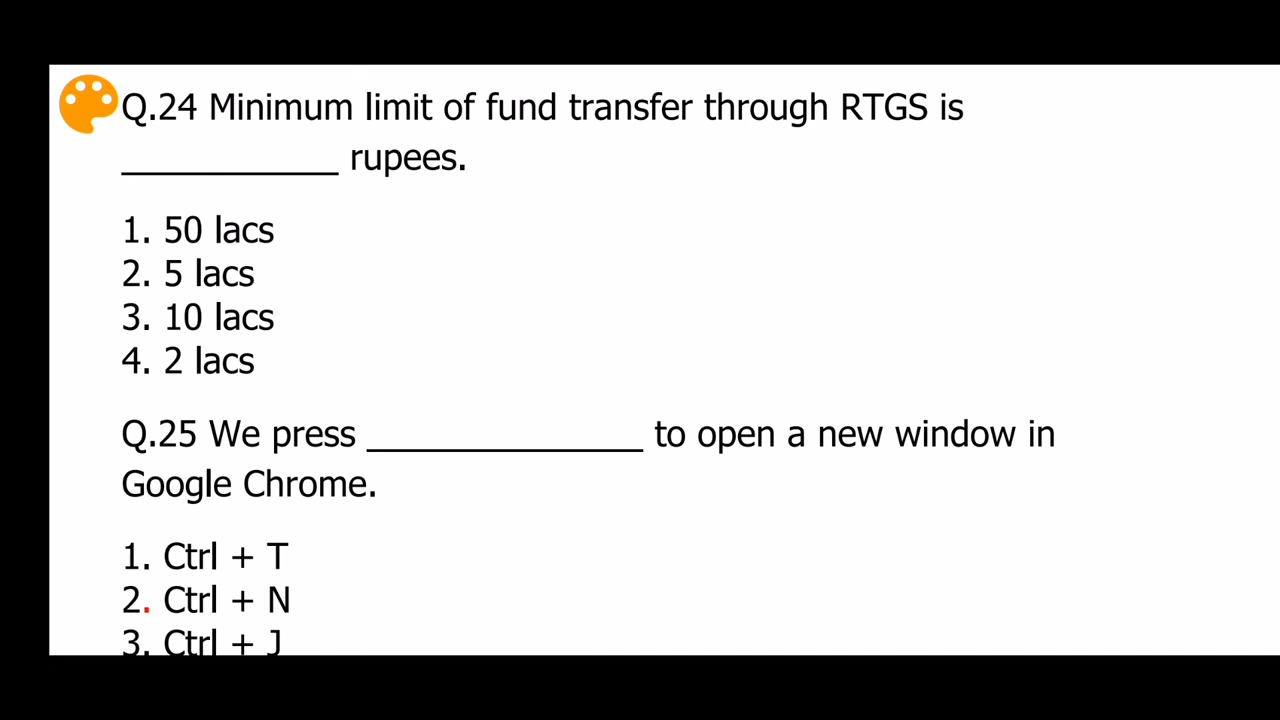 Q.24 Minimum limit of fund transfer through RTGS is
____________ rupees.
1. 50 lacs
2. 5 lacs
3. 10 lacs
4. 2 lacs
Q.25 We press _______________ to open a new window in
Google Chrome.
1. Ctrl + T
2. Ctrl + N
3. Ctrl + J